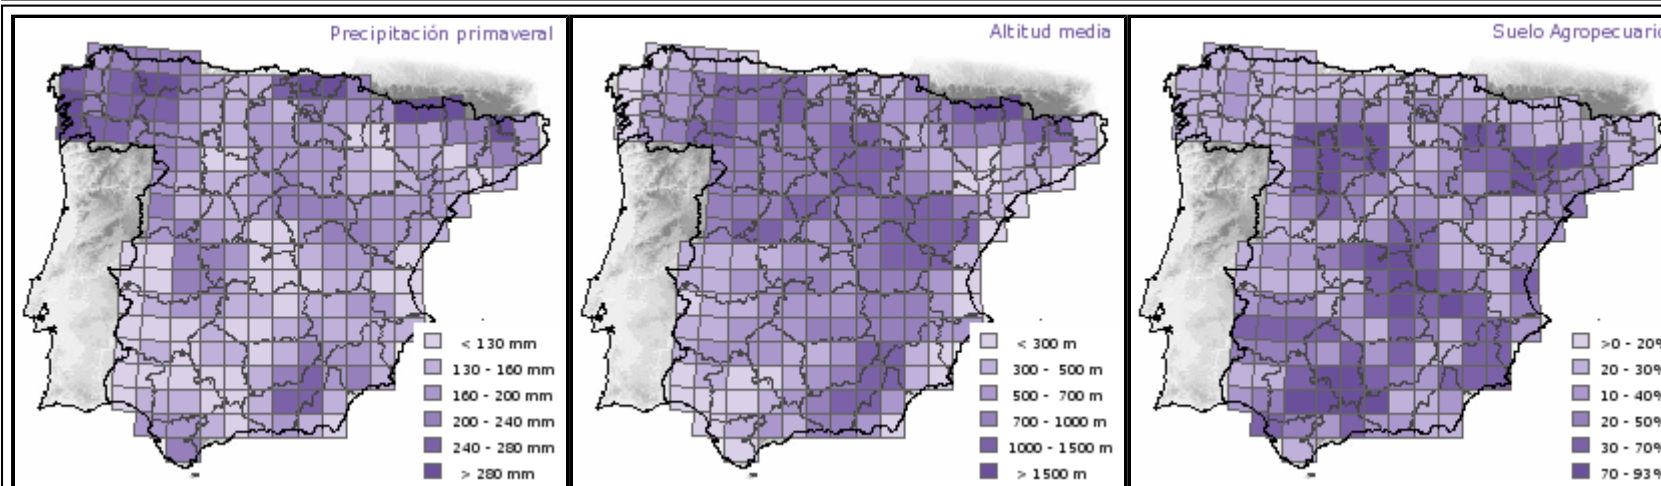 Precipitación primaveral
< 130 mm
130 - 160 mm
160 - 200 mm
200 - 240 mm
240 - 280 mm
> 280 mm
Altitud media
< 300 m
300 - 500 m
500 - 700 m
700 - 1000 m
1000 - 1500 m
> 1500 m
Suelo Agropecuario
>0 - 20%
20 - 30%
10 - 40%
20 - 50%
30 - 70%
70 - 93%